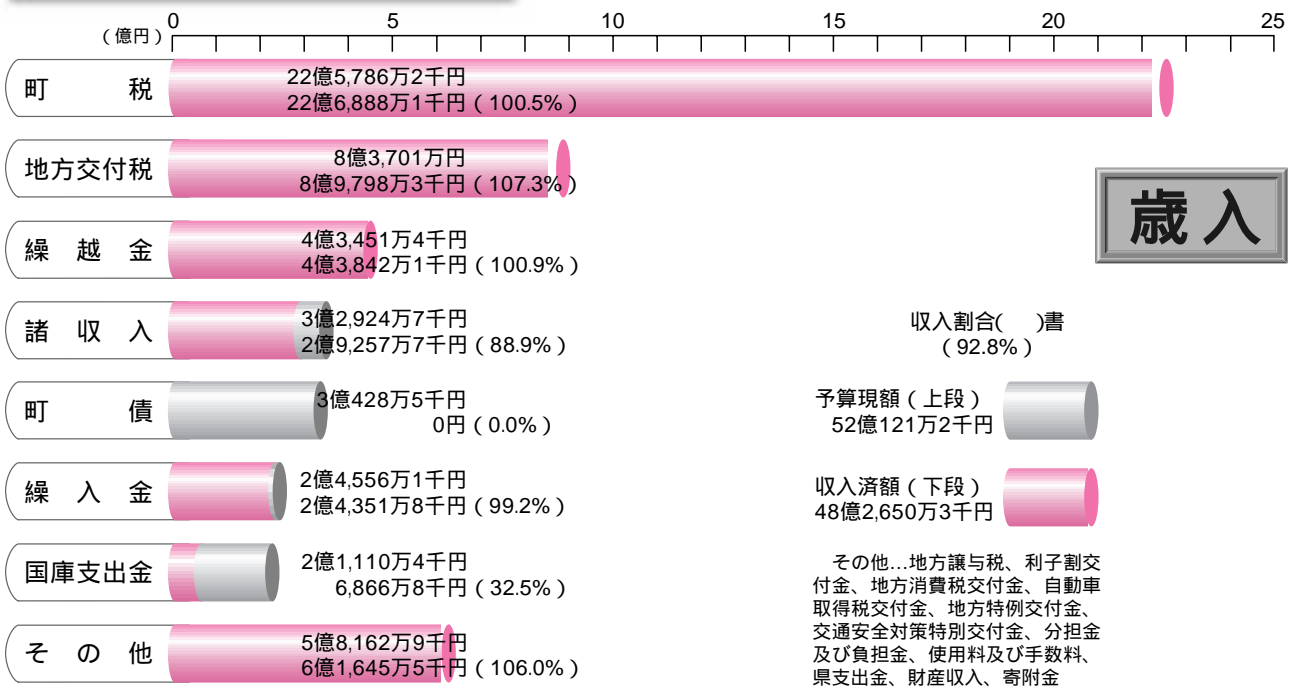 0 5 10 15 20 25
（億円）
町税
22億5,786万2千円
22億6,888万1千円（100.5%）
地方交付税
8億3,701万円
8億9,798万3千円（107.3%）
繰越金
4億3,451万4千円
4億3,842万1千円（100.9%）
諸収入
3億2,924万7千円
2億9,257万7千円（88.9%）
町債
3億428万5千円
0円（0.0%）
繰入金
2億4,556万1千円
2億4,351万8千円（99.2%）
国庫支出金
2億1,110万4千円
6,866万8千円（32.5%）
その他
5億8,162万9千円
6億1,645万5千円（106.0%）
歳入
収入割合(　)書
（92.8%）
予算現額（上段）
52億121万2千円
収入済額（下段）
48億2,650万3千円
その他…地方譲与税、利子割交
付金、地方消費税交付金、自動車
取得税交付金、地方特例交付金、
交通安全対策特別交付金、分担金
及び負担金、使用料及び手数料、
県支出金、財産収入、寄附金